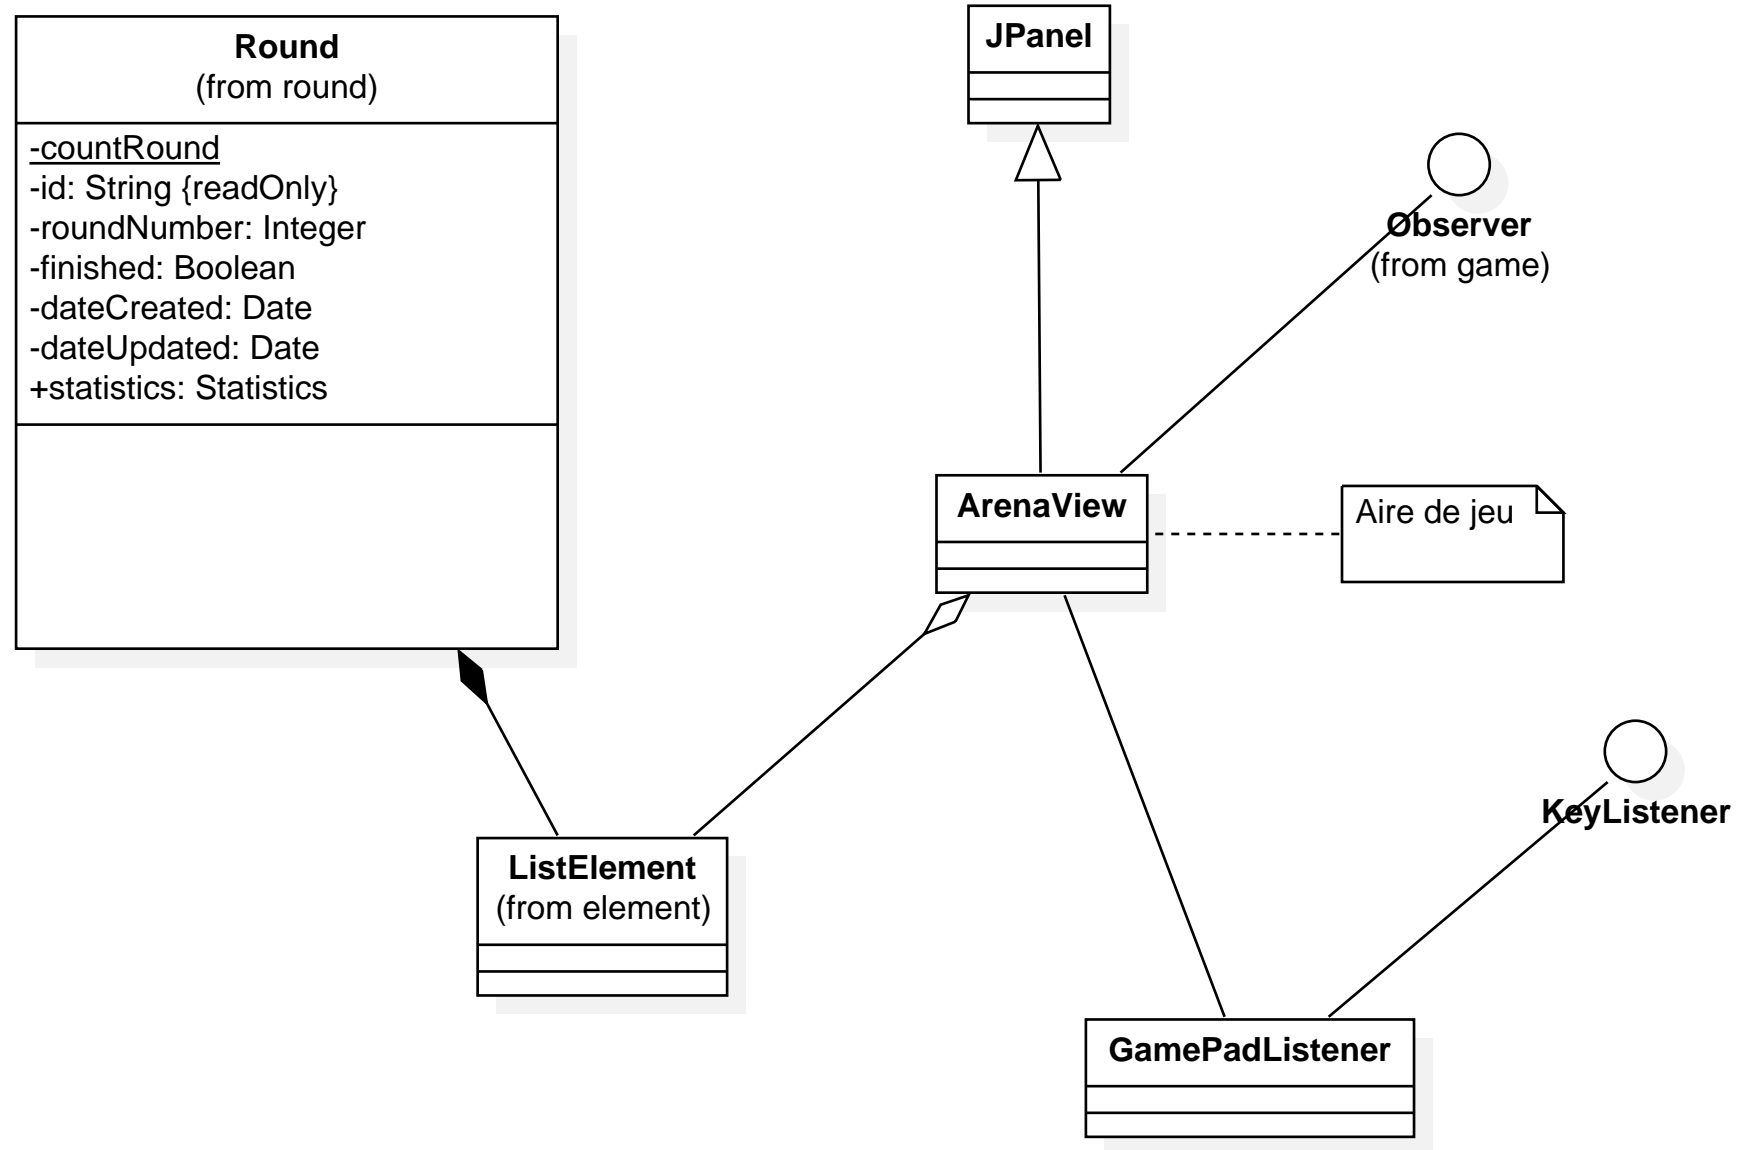 Round
(from round)
-countRound
-id: String {readOnly}
-roundNumber: Integer
-finished: Boolean
-dateCreated: Date
-dateUpdated: Date
+statistics: Statistics
JPanel
Observer
(from game)
ArenaView
Aire de jeu
KeyListener
ListElement
(from element)
GamePadListener